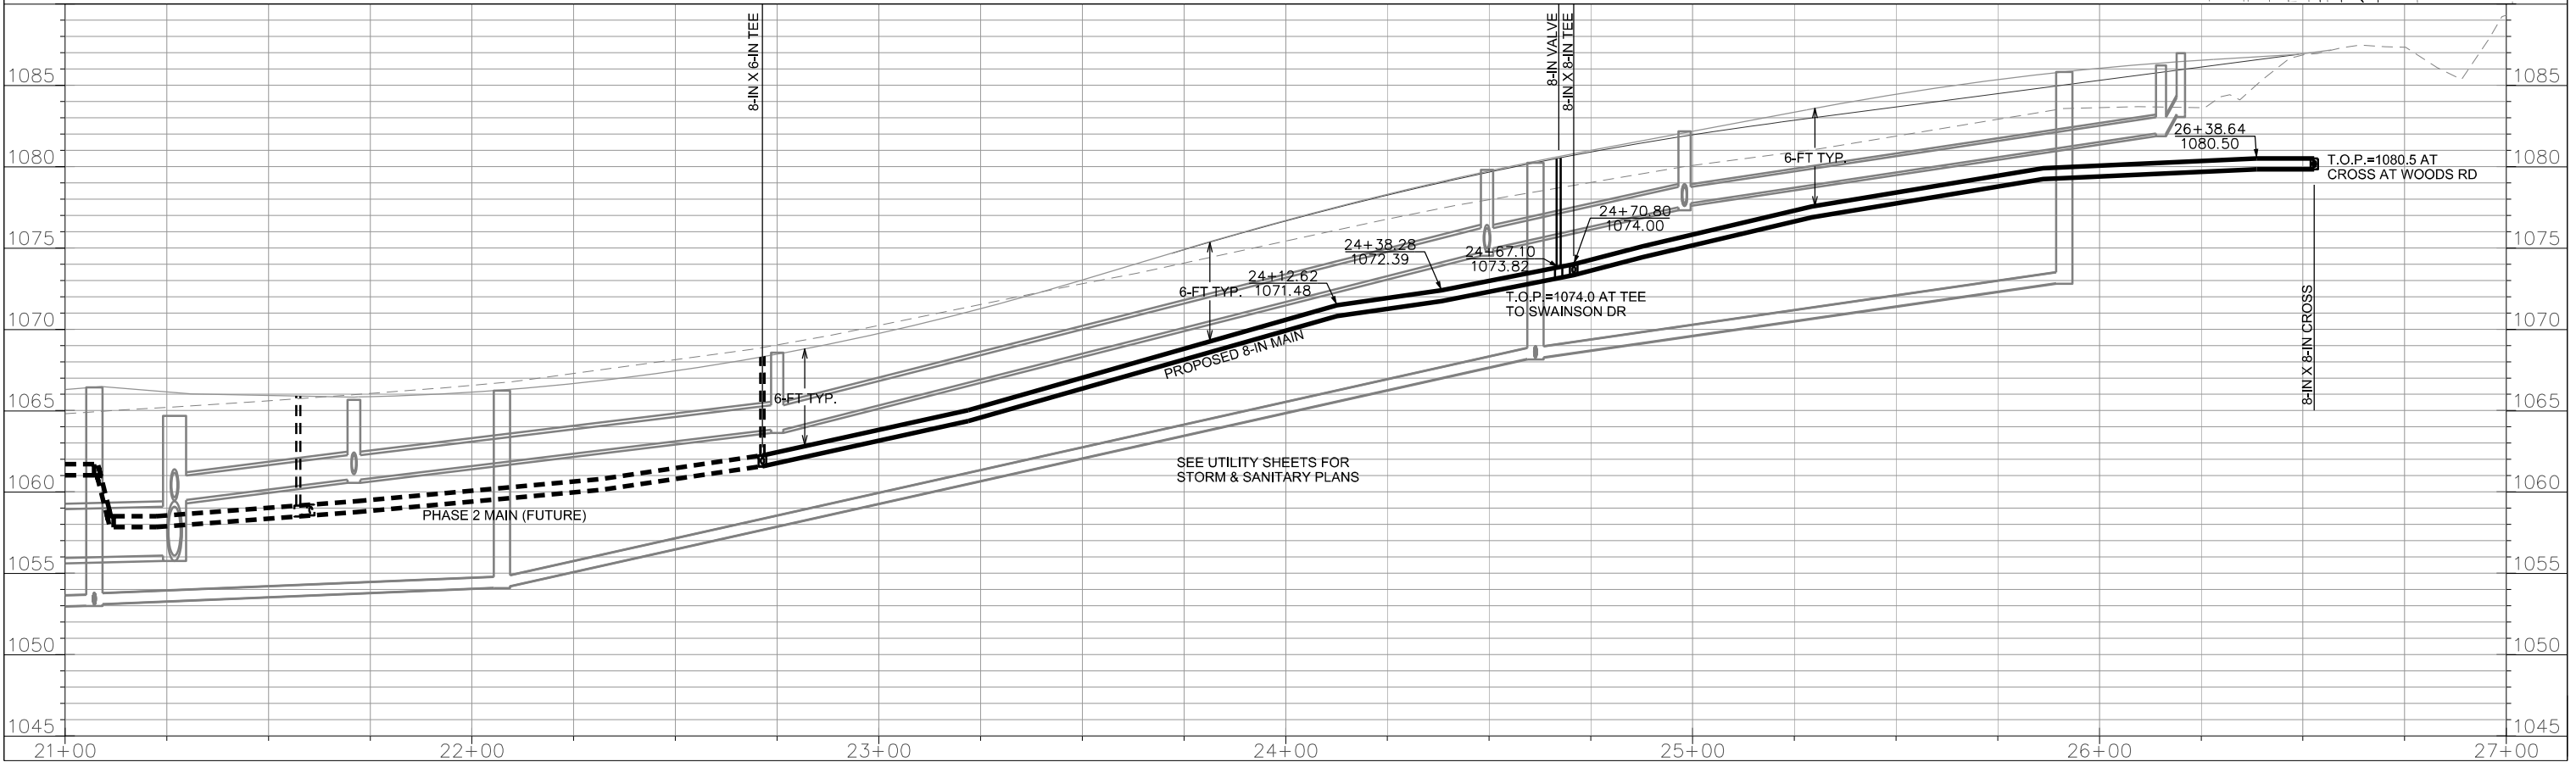 8-IN X 6-IN TEE
8-IN VALVE
8-IN X 8-IN TEE
1085
1085
1080
1080
1075
1075
1070
1070
1065
1065
1060
1060
1055
1055
1050
1050
1045
1045
6-FT TYP.
26+38.64
1080.50
T.O.P.=1080.5 AT
CROSS AT WOODS RD
24+70.80
1074.00
24+38.28
1072.39
24+67.10
1073.82
24+12.62
1071.48
6-FT TYP.
T.O.P.=1074.0 AT TEE
TO SWAINSON DR
PROPOSED 8-IN MAIN
8-IN X 8-IN CROSS
6-FT TYP.
SEE UTILITY SHEETS FOR
STORM & SANITARY PLANS
PHASE 2 MAIN (FUTURE)
21+00
22+00
23+00
24+00
25+00
26+00
27+00